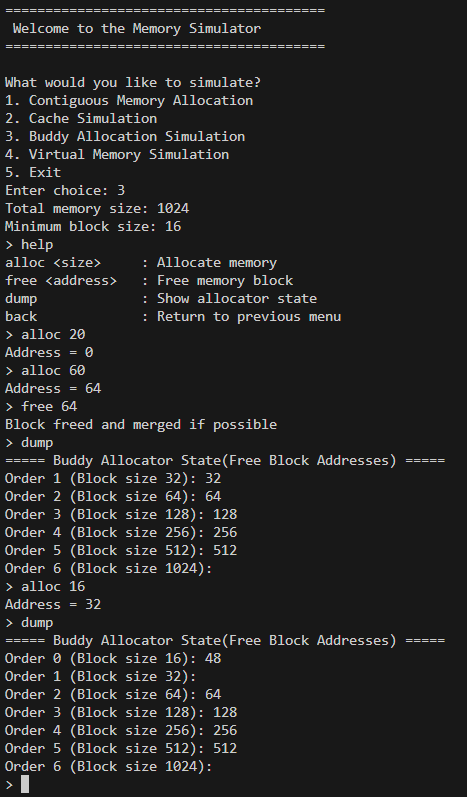 ========================================
 Welcome to the Memory Simulator
========================================
What would you like to simulate?
1. Contiguous Memory Allocation
2. Cache Simulation
3. Buddy Allocation Simulation
4. Virtual Memory Simulation
5. Exit
Enter choice: 3
Total memory size: 1024
Minimum block size: 16
> help
alloc <size>     : Allocate memory
free <address>   : Free memory block
dump             : Show allocator state
back             : Return to previous menu
> alloc 20
Address = 0
> alloc 60
Address = 64
> free 64
Block freed and merged if possible
> dump
===== Buddy Allocator State(Free Block Addresses) =====
Order 1 (Block size 32): 32
Order 2 (Block size 64): 64
Order 3 (Block size 128): 128
Order 4 (Block size 256): 256
Order 5 (Block size 512): 512
Order 6 (Block size 1024):
> alloc 16
Address = 32
> dump
===== Buddy Allocator State(Free Block Addresses) =====
Order 0 (Block size 16): 48
Order 1 (Block size 32):
Order 2 (Block size 64): 64
Order 3 (Block size 128): 128
Order 4 (Block size 256): 256
Order 5 (Block size 512): 512
Order 6 (Block size 1024):
>